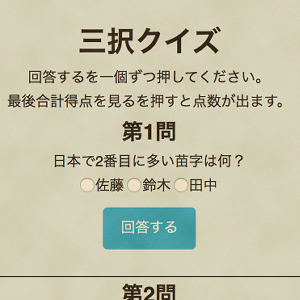 三択クイズ
回答するを一個ずつ押してください。
最後合計得点を見るを押すと点数が出ます。
第1問
日本で2番目に多い苗字は何？
佐藤 鈴木 田中
回答する
第2問